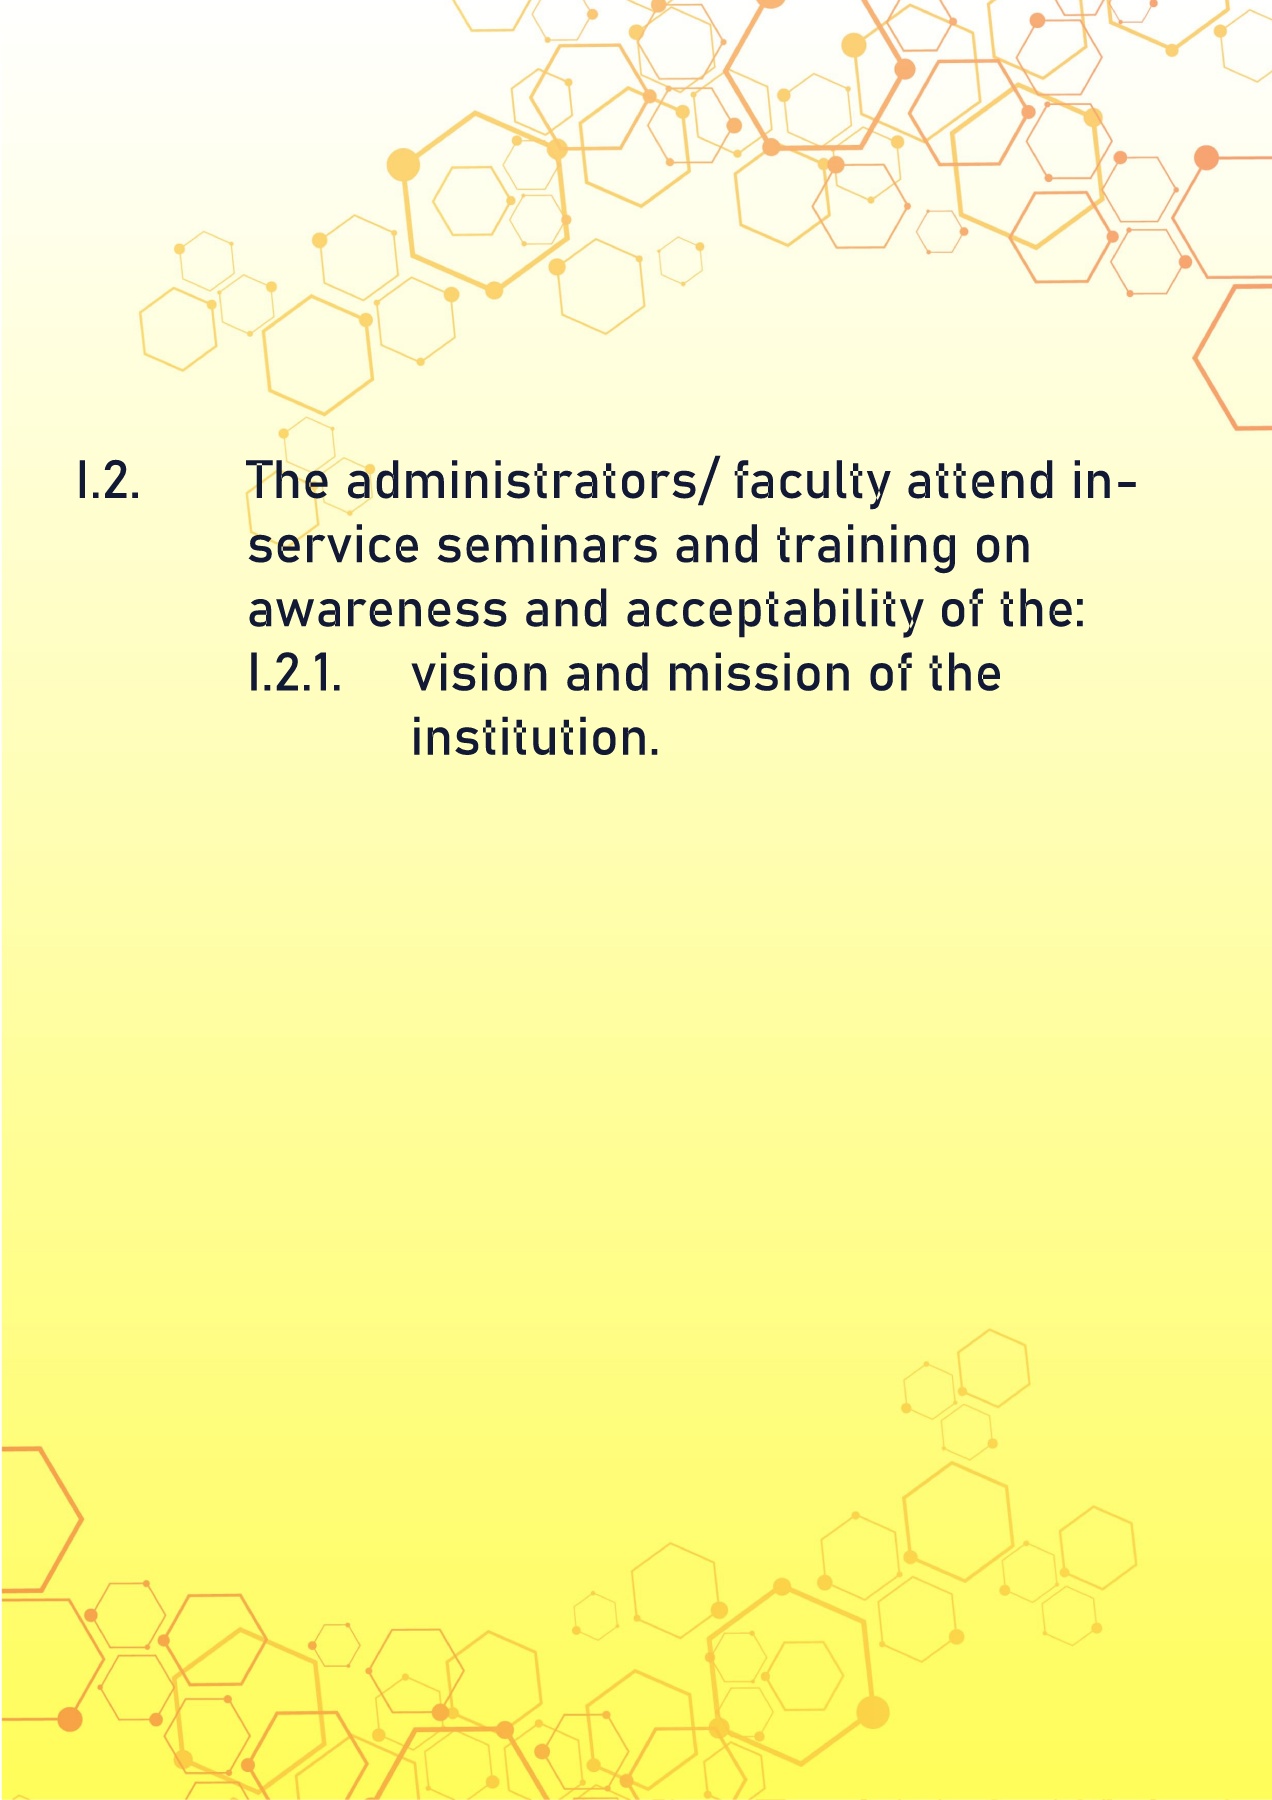 I.2. The administrators/ faculty attend in-
service seminars and training on
awareness and acceptability of the:
I.2.1. vision and mission of the
institution.